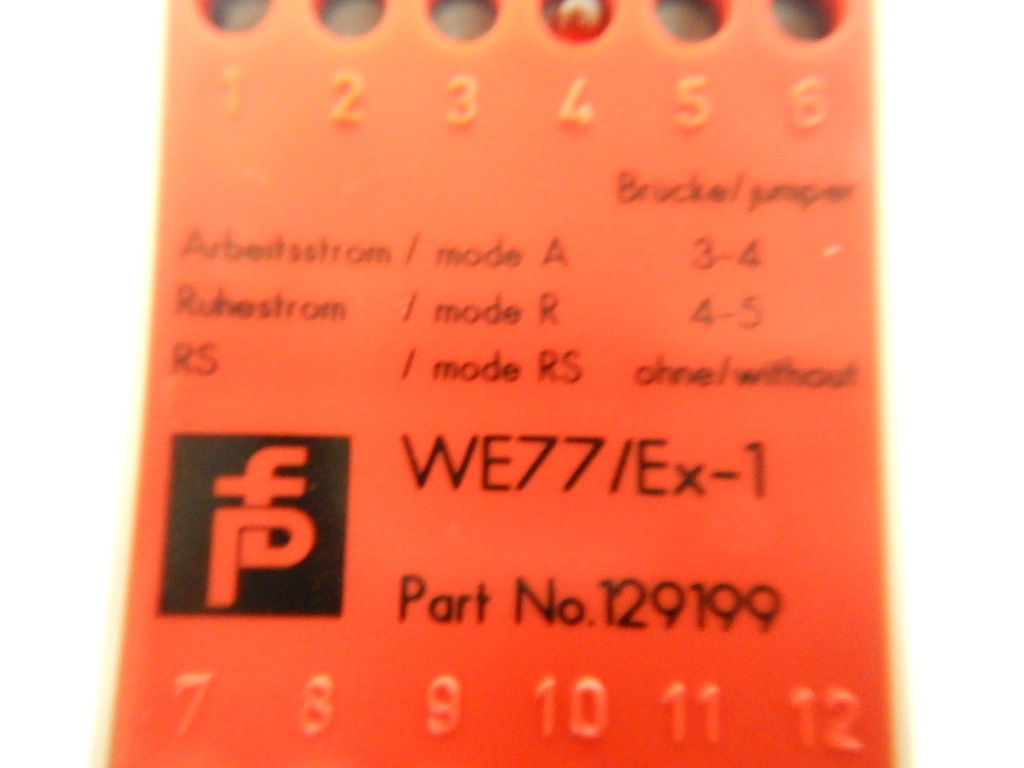 1 2 3 4 5 6
Brücke/jumper
Arbeitsstrom / mode A 3-4
Ruhestrom / mode R 4-5
RS / mode RS ohne/without
fp
WE77/Ex-1
Part No. 129199
7 8 9 10 11 12